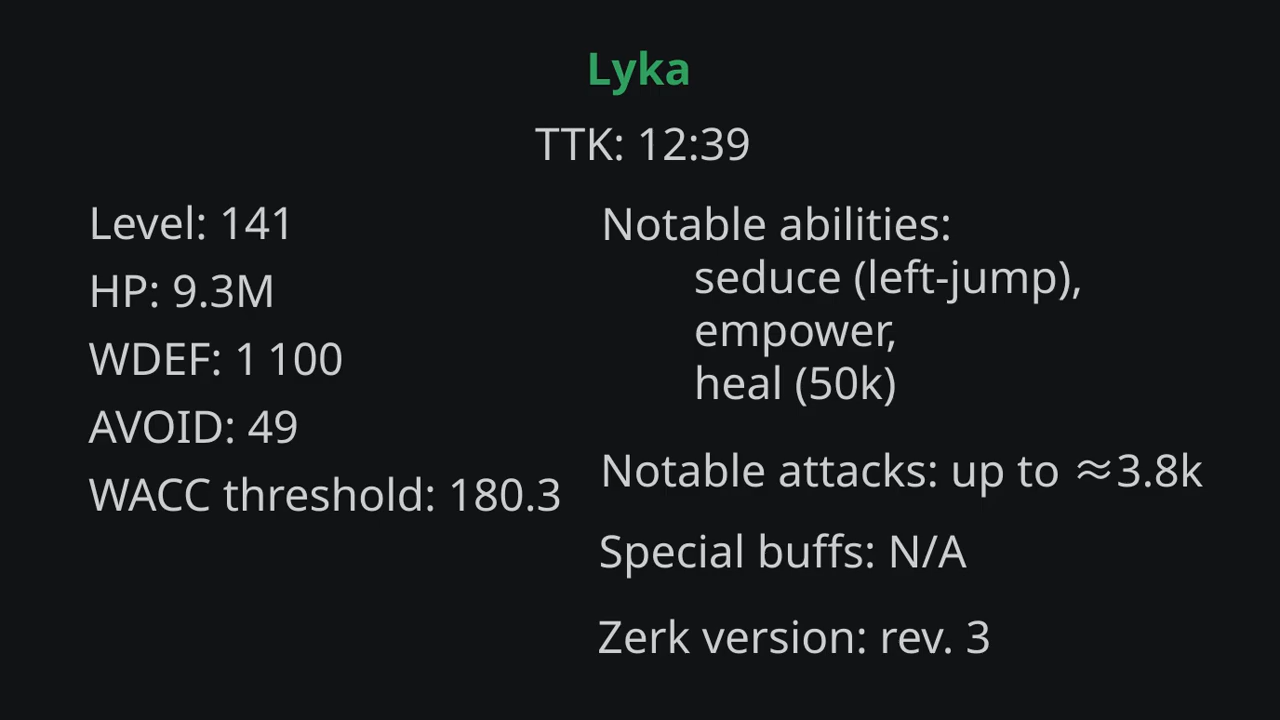 Lyka
TTK: 12:39
Level: 141
HP: 9.3M
WDEF: 1 100
AVOID: 49
WACC threshold: 180.3
Notable abilities:
seduce (left-jump),
empower,
heal (50k)
Notable attacks: up to ≈3.8k
Special buffs: N/A
Zerk version: rev. 3